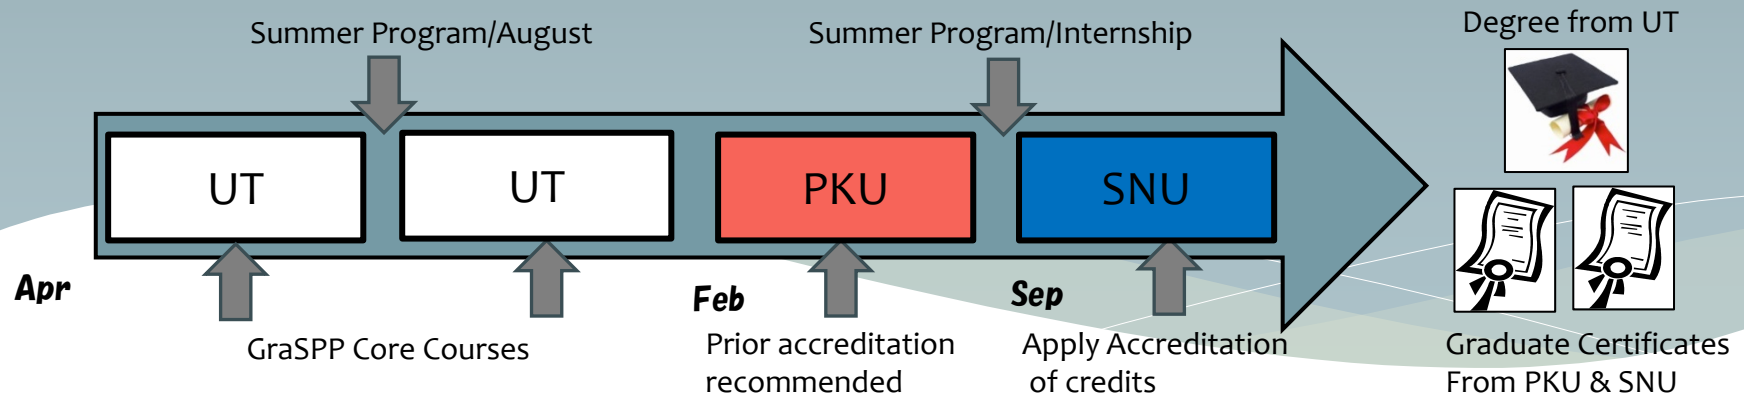 Summer Program/August
Summer Program/Internship
Degree from UT
UT
UT
PKU
SNU
Apr
Feb
Sep
GraSPP Core Courses
Prior accreditation
recommended
Apply Accreditation
of credits
Graduate Certificates
From PKU & SNU